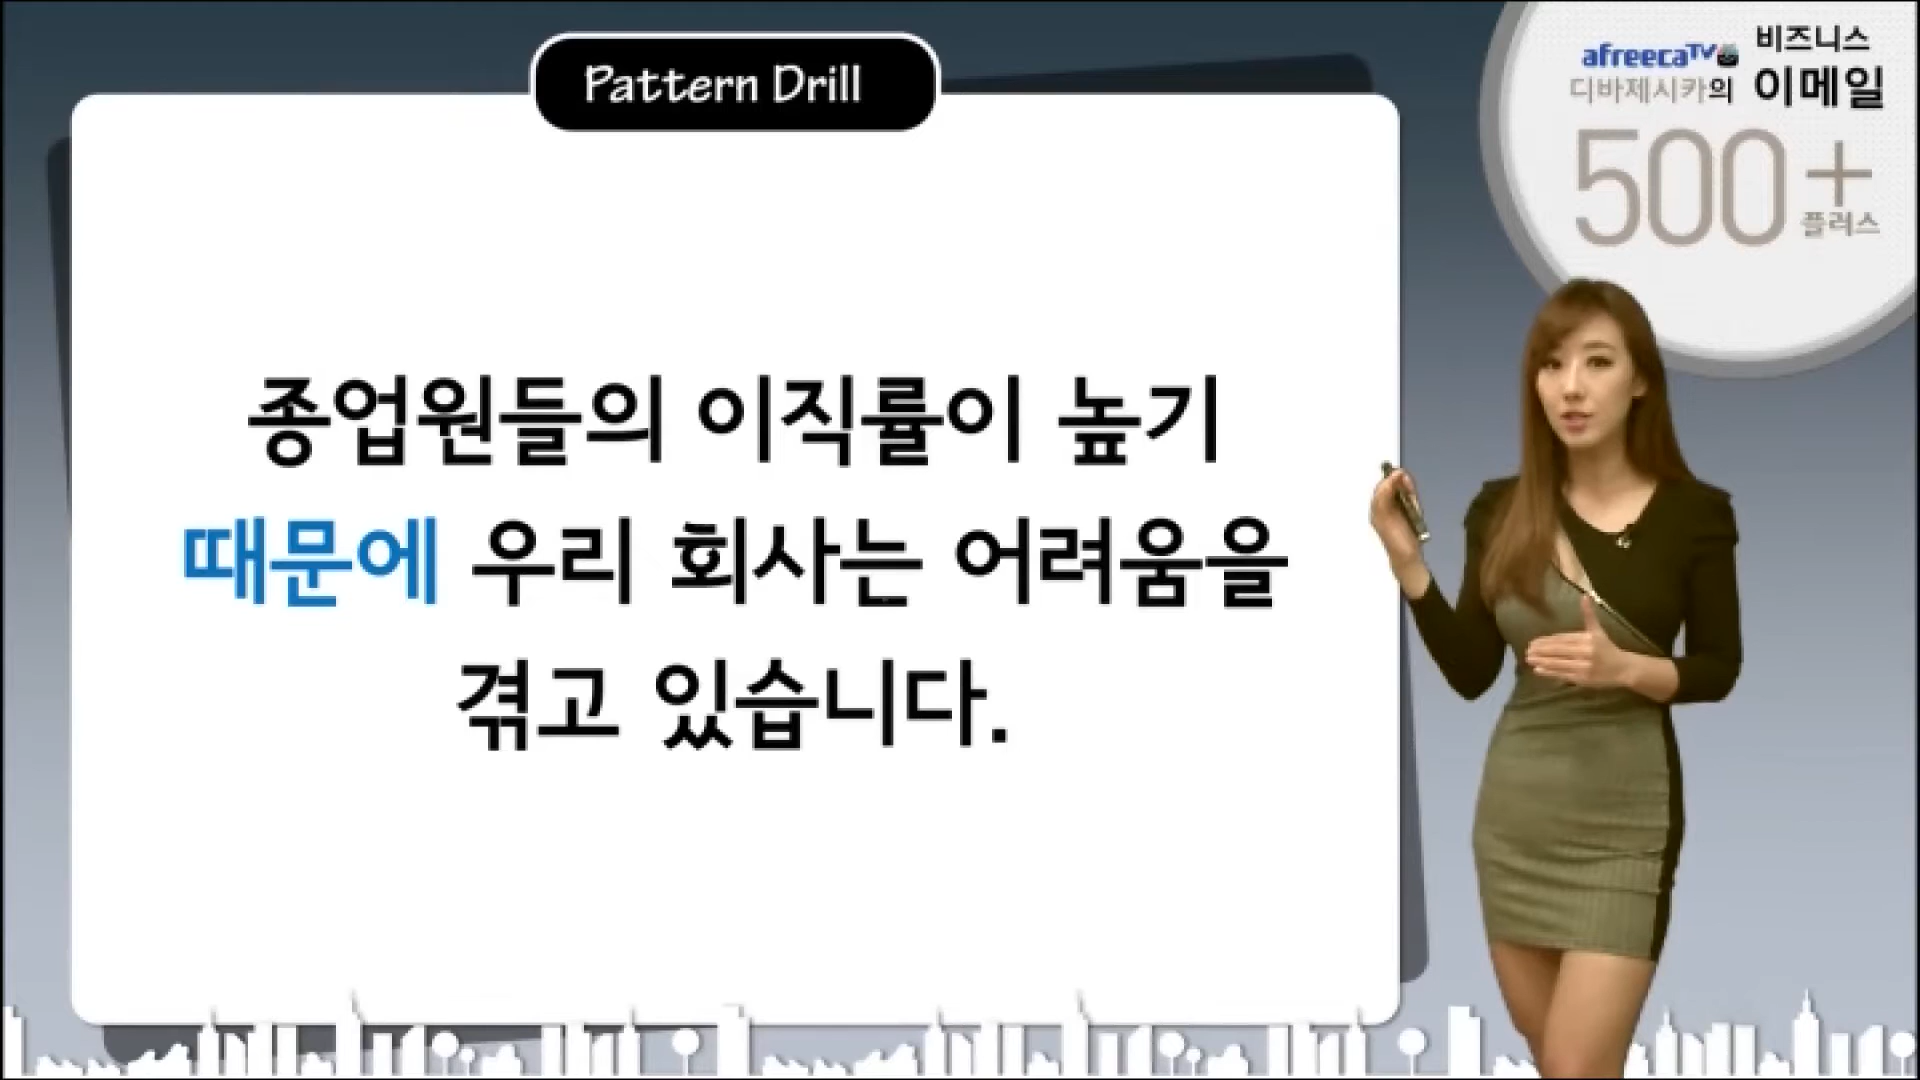 Pattern Drill
afreecaTV
디바제시카의
비즈니스
이메일
500+
플러스
종업원들의 이직률이 높기
때문에 우리 회사는 어려움을
겪고 있습니다.